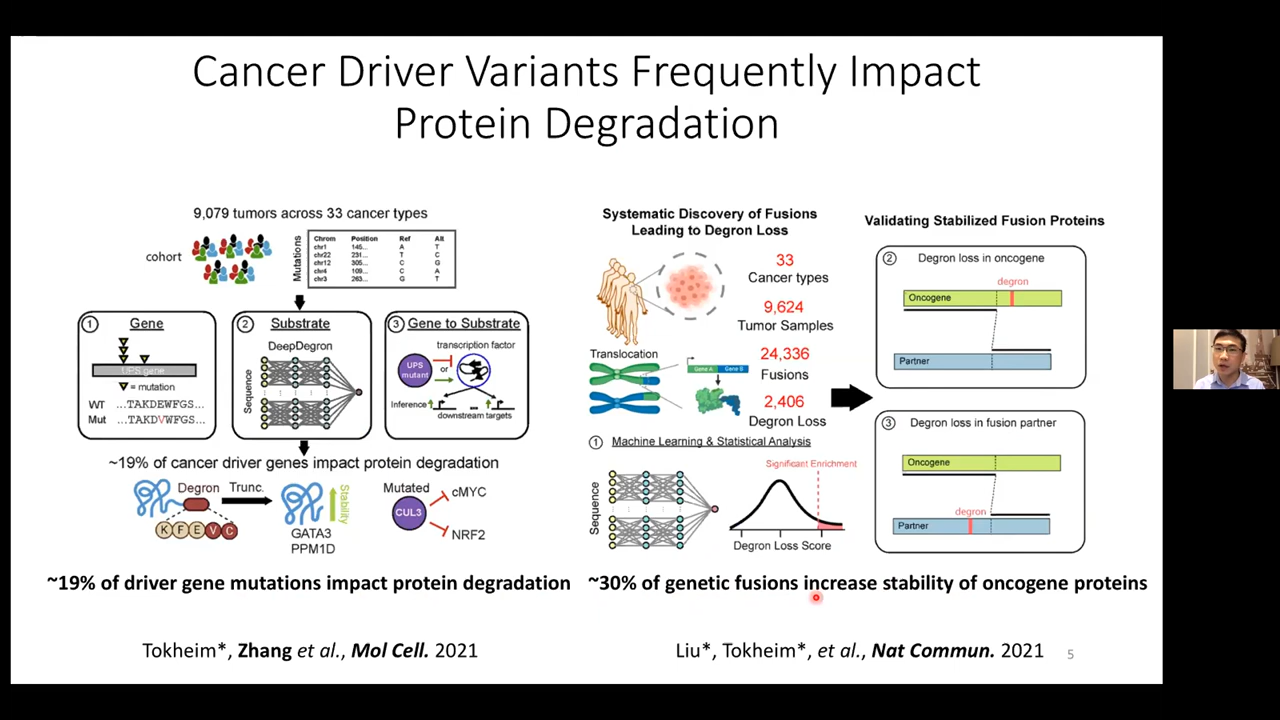 Cancer Driver Variants Frequently Impact
Protein Degradation
9,079 tumors across 33 cancer types
cohort
Mutations
Chrom Position Ref Alt
chr1 145... A T
chr22 231... T C
chr12 305... C G
chr4 109... C A
chr3 263... G T
1 Gene
UPS gene
= mutation
WT ...TAKDEWFGS...
Mut ...TAKDVWFGS...
2 Substrate
DeepDegron
Sequence
3 Gene to Substrate
transcription factor
UPS
mutant
or
Inference
downstream targets
~19% of cancer driver genes impact protein degradation
Degron
Trunc.
K F E V C
Stability
GATA3
PPM1D
Mutated
CUL3
cMYC
NRF2
~19% of driver gene mutations impact protein degradation
Tokheim*, Zhang et al., Mol Cell. 2021
Systematic Discovery of Fusions
Leading to Degron Loss
33
Cancer types
9,624
Tumor Samples
Translocation
Gene A Gene B
24,336
Fusions
2,406
Degron Loss
1 Machine Learning & Statistical Analysis
Sequence
Significant Enrichment
Degron Loss Score
Validating Stabilized Fusion Proteins
2 Degron loss in oncogene
degron
Oncogene
Partner
3 Degron loss in fusion partner
Oncogene
degron
Partner
~30% of genetic fusions increase stability of oncogene proteins
Liu*, Tokheim*, et al., Nat Commun. 2021
5